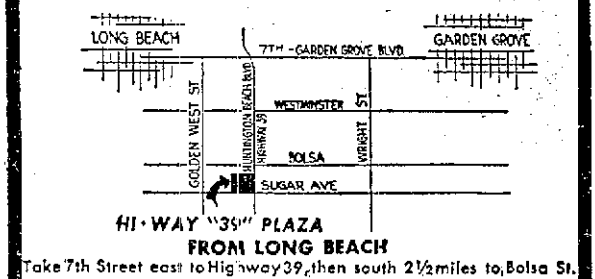 LONG BEACH
GARDEN GROVE
7TH - GARDEN GROVE BLVD.
GOLDEN WEST ST
HUNTINGTON BEACH BLVD.
HIGHWAY 39
WRIGHT ST.
WESTMINSTER
BOLSA
SUGAR AVE
HI-WAY "39" PLAZA
FROM LONG BEACH
Take 7th Street east to Highway 39, then south 2½ miles to Bolsa St.